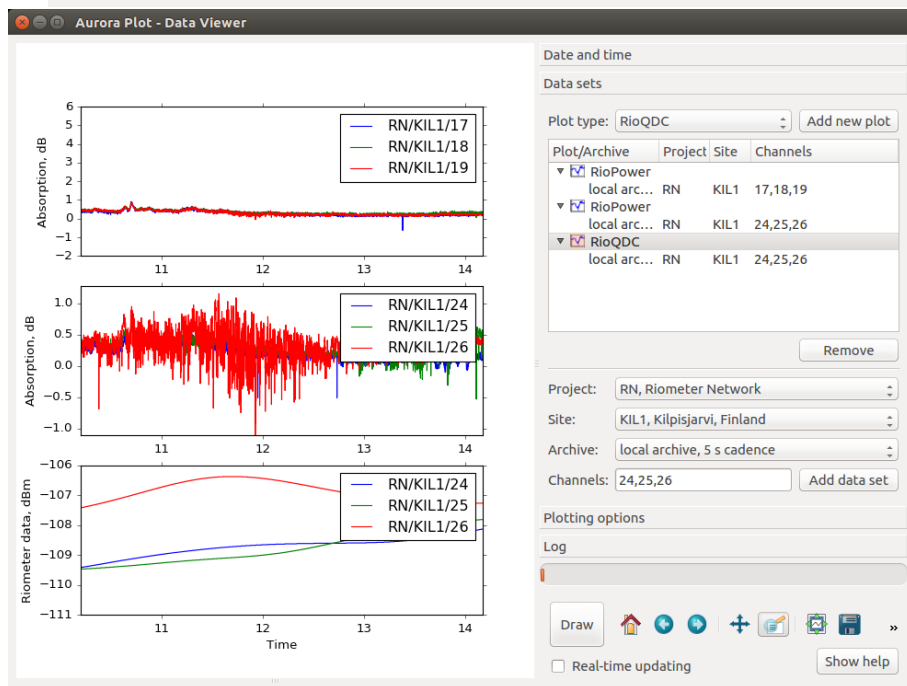 Aurora Plot - Data Viewer
6
5
4
3
2
1
0
−1
−2
Absorption, dB
RN/KIL1/17
RN/KIL1/18
RN/KIL1/19
11 12 13 14
1.0
0.5
0.0
−0.5
−1.0
Absorption, dB
RN/KIL1/24
RN/KIL1/25
RN/KIL1/26
11 12 13 14
−106
−107
−108
−109
−110
−111
Riometer data, dBm
RN/KIL1/24
RN/KIL1/25
RN/KIL1/26
11 12 13 14
Time
Date and time
Data sets
Plot type: RioQDC Add new plot
Plot/Archive Project Site Channels
RioPower
local arc... RN KIL1 17,18,19
RioPower
local arc... RN KIL1 24,25,26
RioQDC
local arc... RN KIL1 24,25,26
Remove
Project: RN, Riometer Network
Site: KIL1, Kilpisjarvi, Finland
Archive: local archive, 5 s cadence
Channels: 24,25,26 Add data set
Plotting options
Log
Draw »
Real-time updating Show help